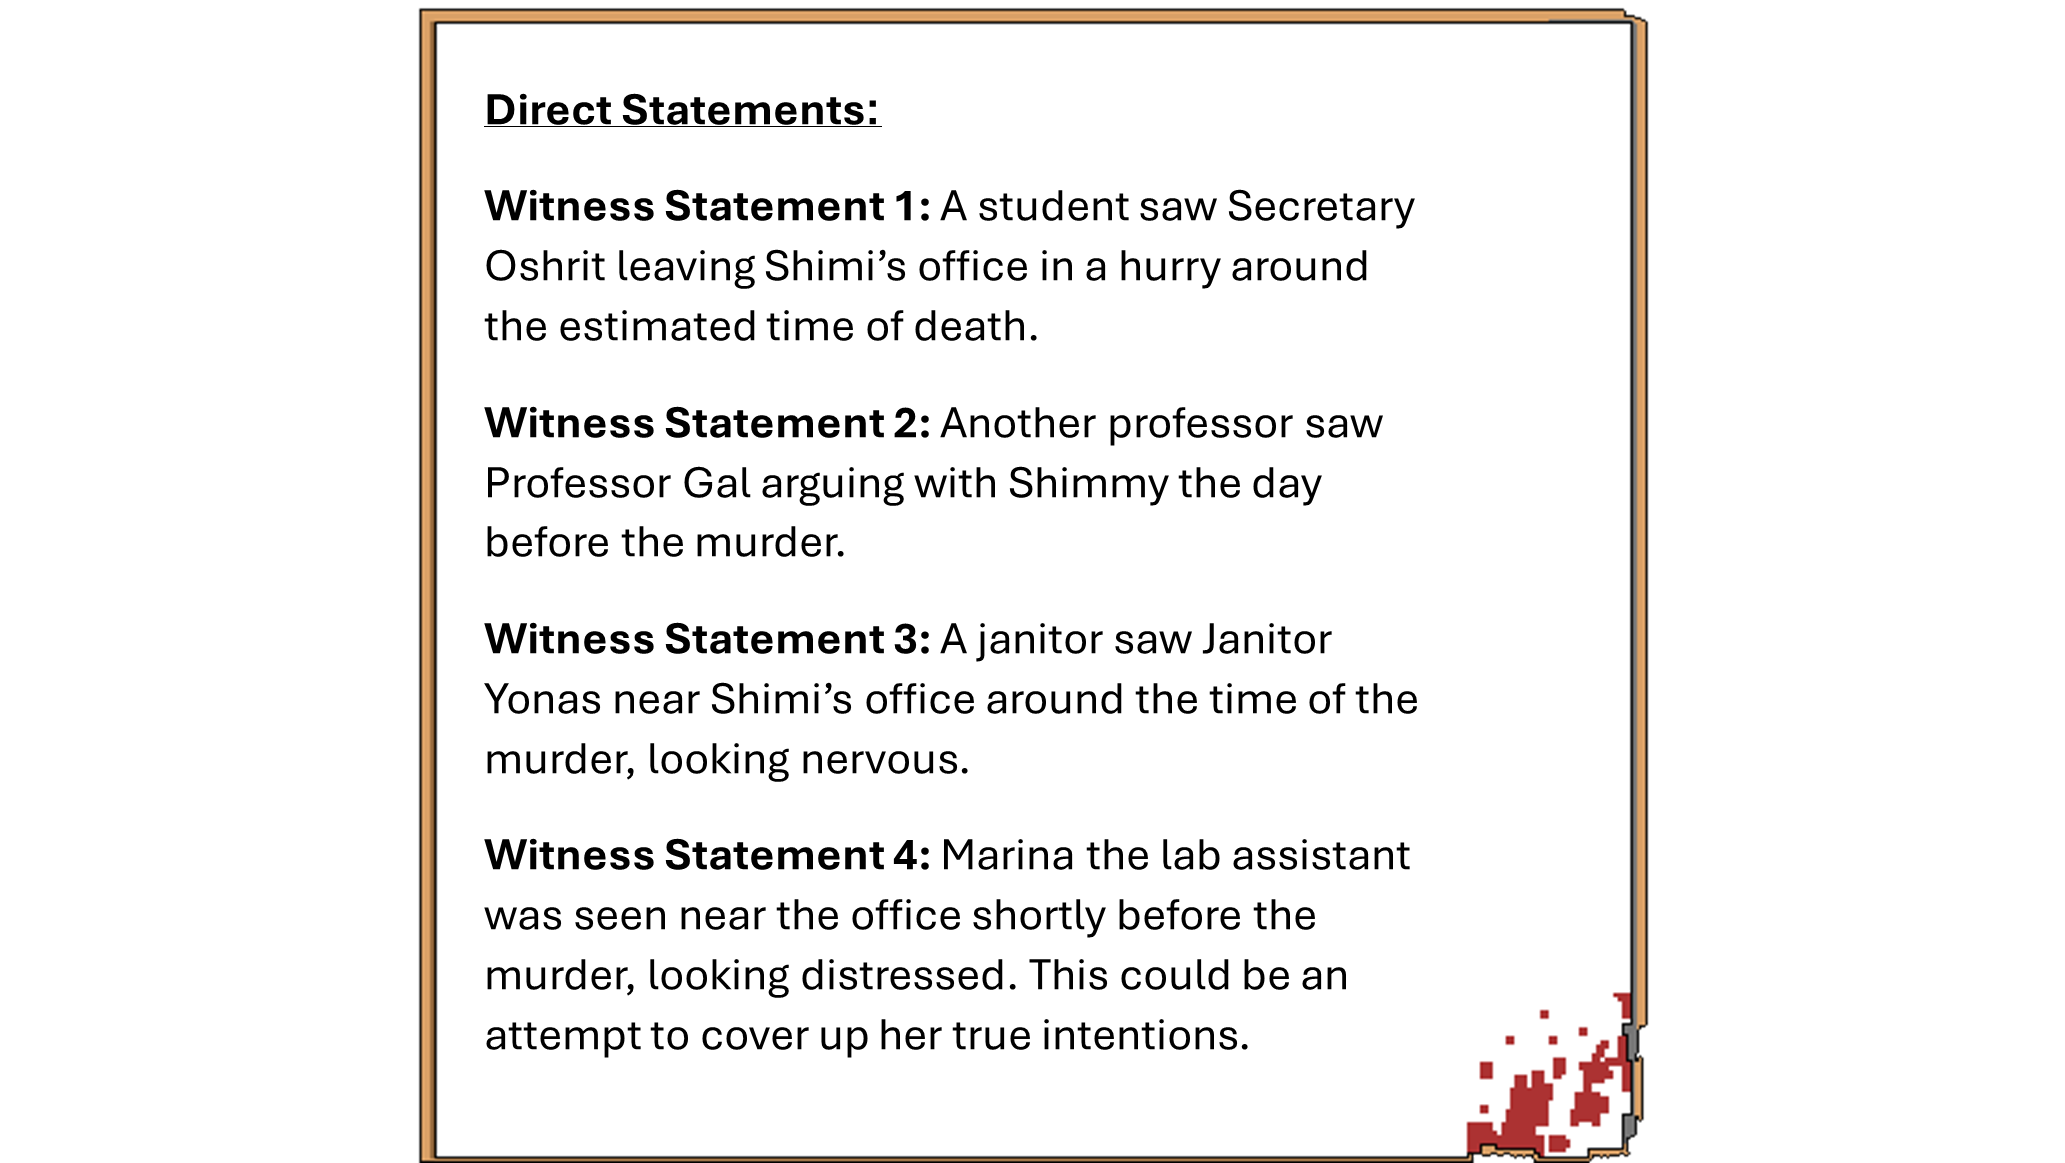 Direct Statements:
Witness Statement 1: A student saw Secretary
Oshrit leaving Shimi’s office in a hurry around
the estimated time of death.
Witness Statement 2: Another professor saw
Professor Gal arguing with Shimmy the day
before the murder.
Witness Statement 3: A janitor saw Janitor
Yonas near Shimi’s office around the time of the
murder, looking nervous.
Witness Statement 4: Marina the lab assistant
was seen near the office shortly before the
murder, looking distressed. This could be an
attempt to cover up her true intentions.